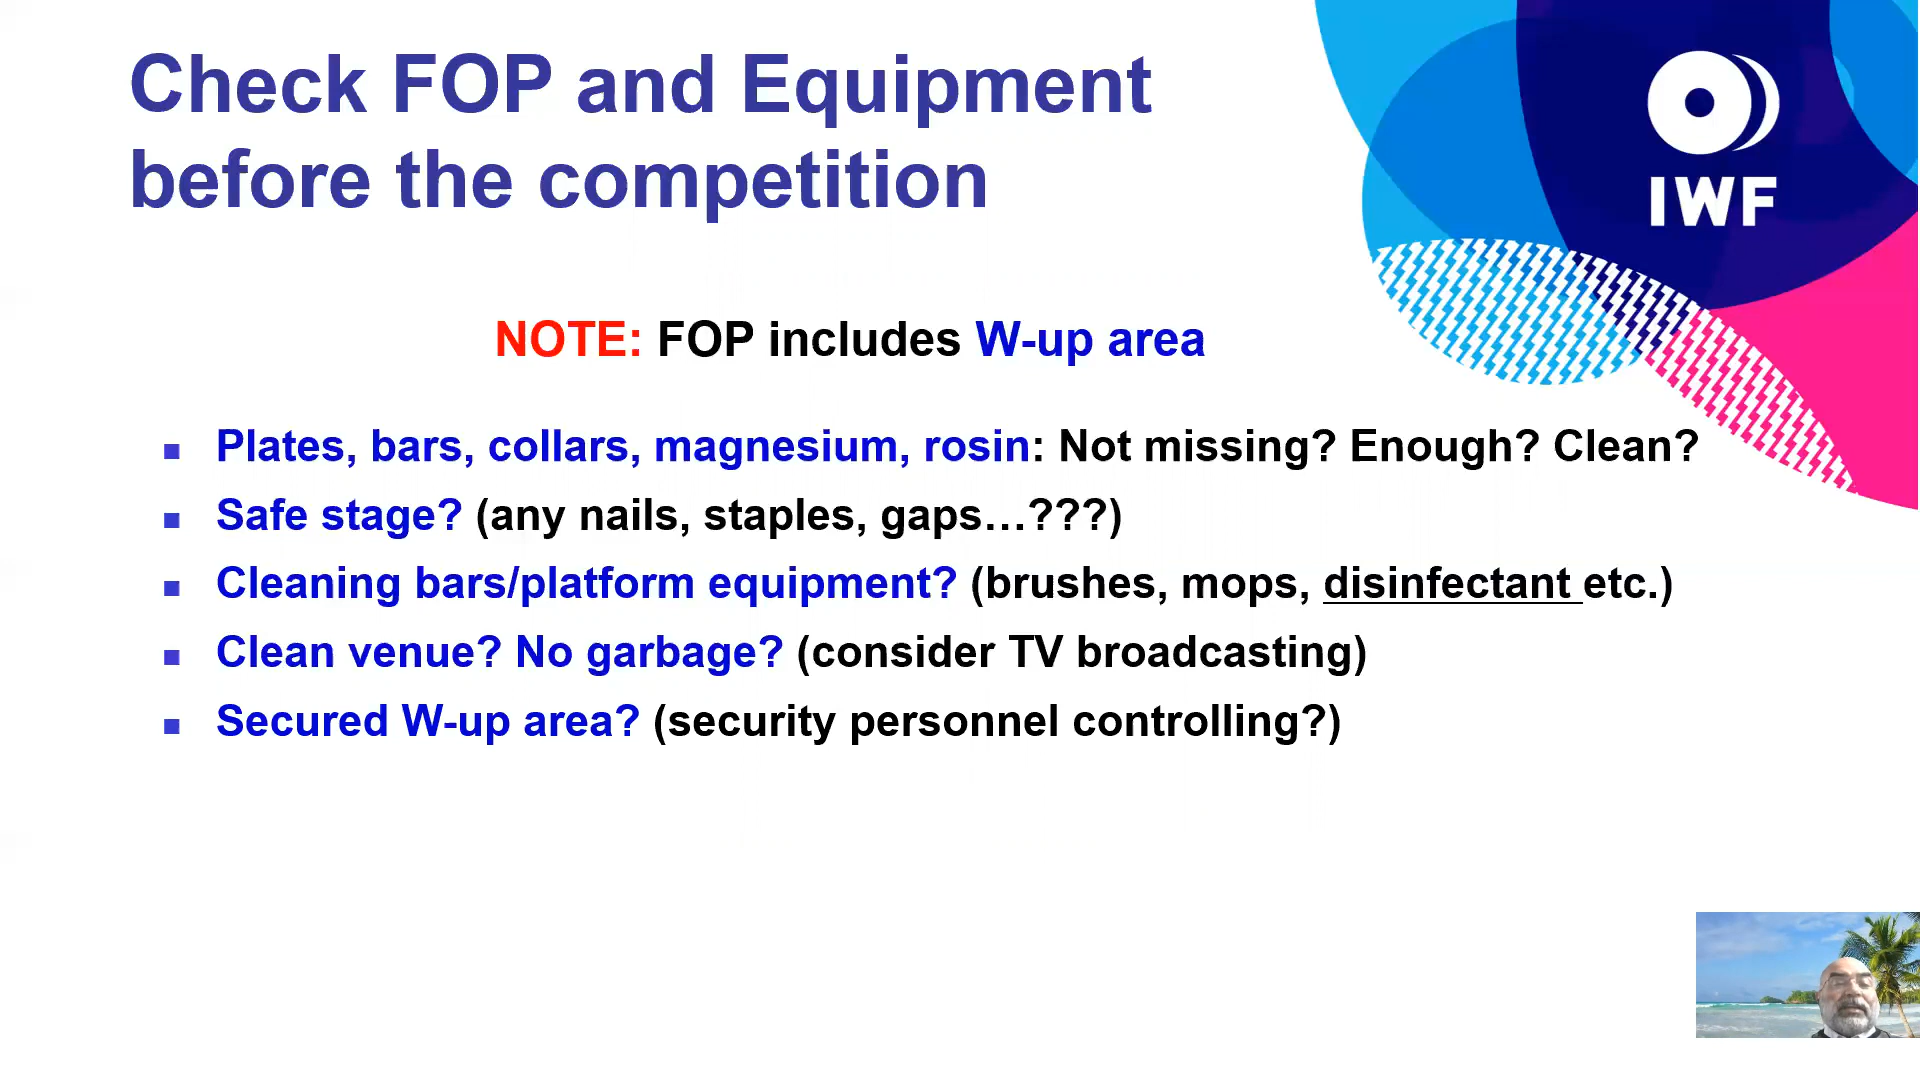 Check FOP and Equipment
before the competition
IWF
NOTE: FOP includes W-up area
Plates, bars, collars, magnesium, rosin: Not missing? Enough? Clean?
Safe stage? (any nails, staples, gaps…???)
Cleaning bars/platform equipment? (brushes, mops, disinfectant etc.)
Clean venue? No garbage? (consider TV broadcasting)
Secured W-up area? (security personnel controlling?)